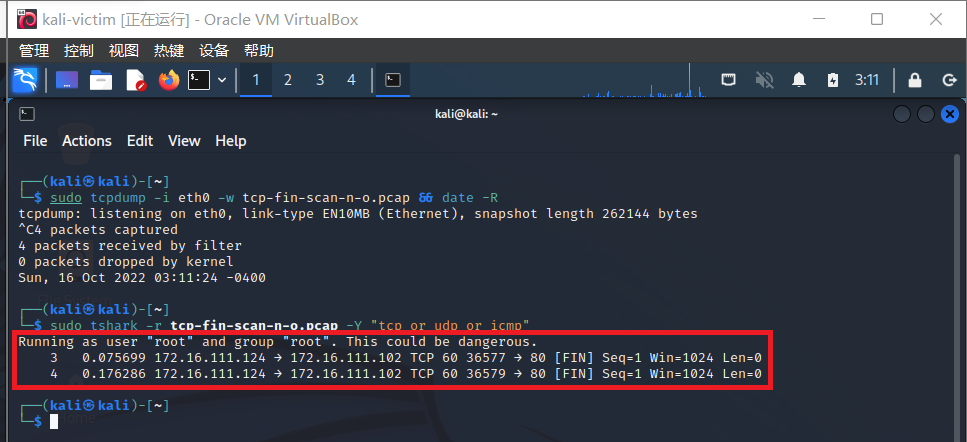 kali-victim [正在运行] - Oracle VM VirtualBox
管理 控制 视图 热键 设备 帮助
1 2 3 4 3:11
kali@kali: ~
File Actions Edit View Help
┌──(kali㉿kali)-[~]
└─$ sudo tcpdump -i eth0 -w tcp-fin-scan-n-o.pcap && date -R
tcpdump: listening on eth0, link-type EN10MB (Ethernet), snapshot length 262144 bytes
^C4 packets captured
4 packets received by filter
0 packets dropped by kernel
Sun, 16 Oct 2022 03:11:24 -0400
┌──(kali㉿kali)-[~]
└─$ sudo tshark -r tcp-fin-scan-n-o.pcap -Y "tcp or udp or icmp"
Running as user "root" and group "root". This could be dangerous.
3 0.075699 172.16.111.124 → 172.16.111.102 TCP 60 36577 → 80 [FIN] Seq=1 Win=1024 Len=0
4 0.176286 172.16.111.124 → 172.16.111.102 TCP 60 36579 → 80 [FIN] Seq=1 Win=1024 Len=0
┌──(kali㉿kali)-[~]
└─$
Home